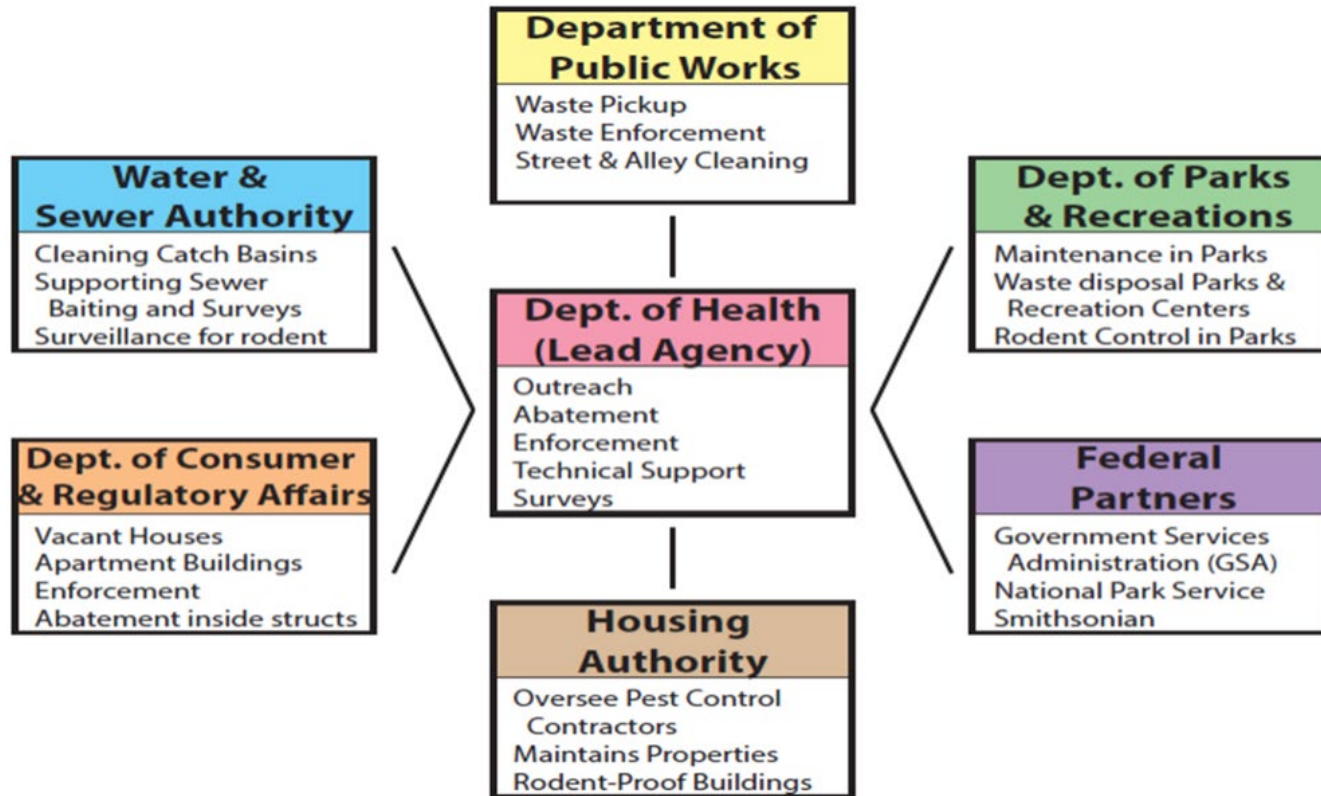 Department of
Public Works
Waste Pickup
Waste Enforcement
Street & Alley Cleaning
Water &
Sewer Authority
Cleaning Catch Basins
Supporting Sewer
Baiting and Surveys
Surveillance for rodent
Dept. of Parks
& Recreations
Maintenance in Parks
Waste disposal Parks &
Recreation Centers
Rodent Control in Parks
Dept. of Health
(Lead Agency)
Outreach
Abatement
Enforcement
Technical Support
Surveys
Dept. of Consumer
& Regulatory Affairs
Vacant Houses
Apartment Buildings
Enforcement
Abatement inside structs
Federal
Partners
Government Services
Administration (GSA)
National Park Service
Smithsonian
Housing
Authority
Oversee Pest Control
Contractors
Maintains Properties
Rodent-Proof Buildings